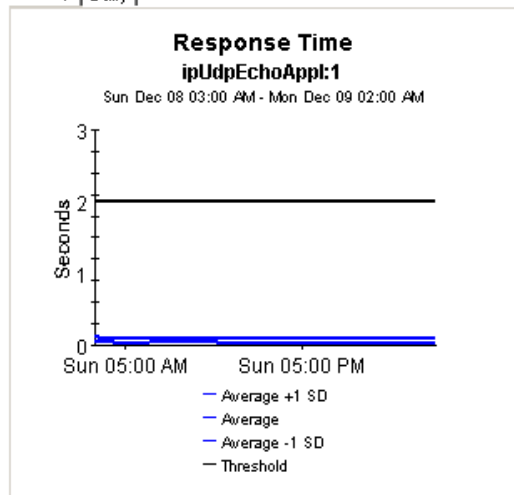 Response Time
ipUdpEchoAppl:1
Sun Dec 08 03:00 AM - Mon Dec 09 02:00 AM
3
2
1
0
Seconds
Sun 05:00 AM
Sun 05:00 PM
Average +1 SD
Average
Average -1 SD
Threshold